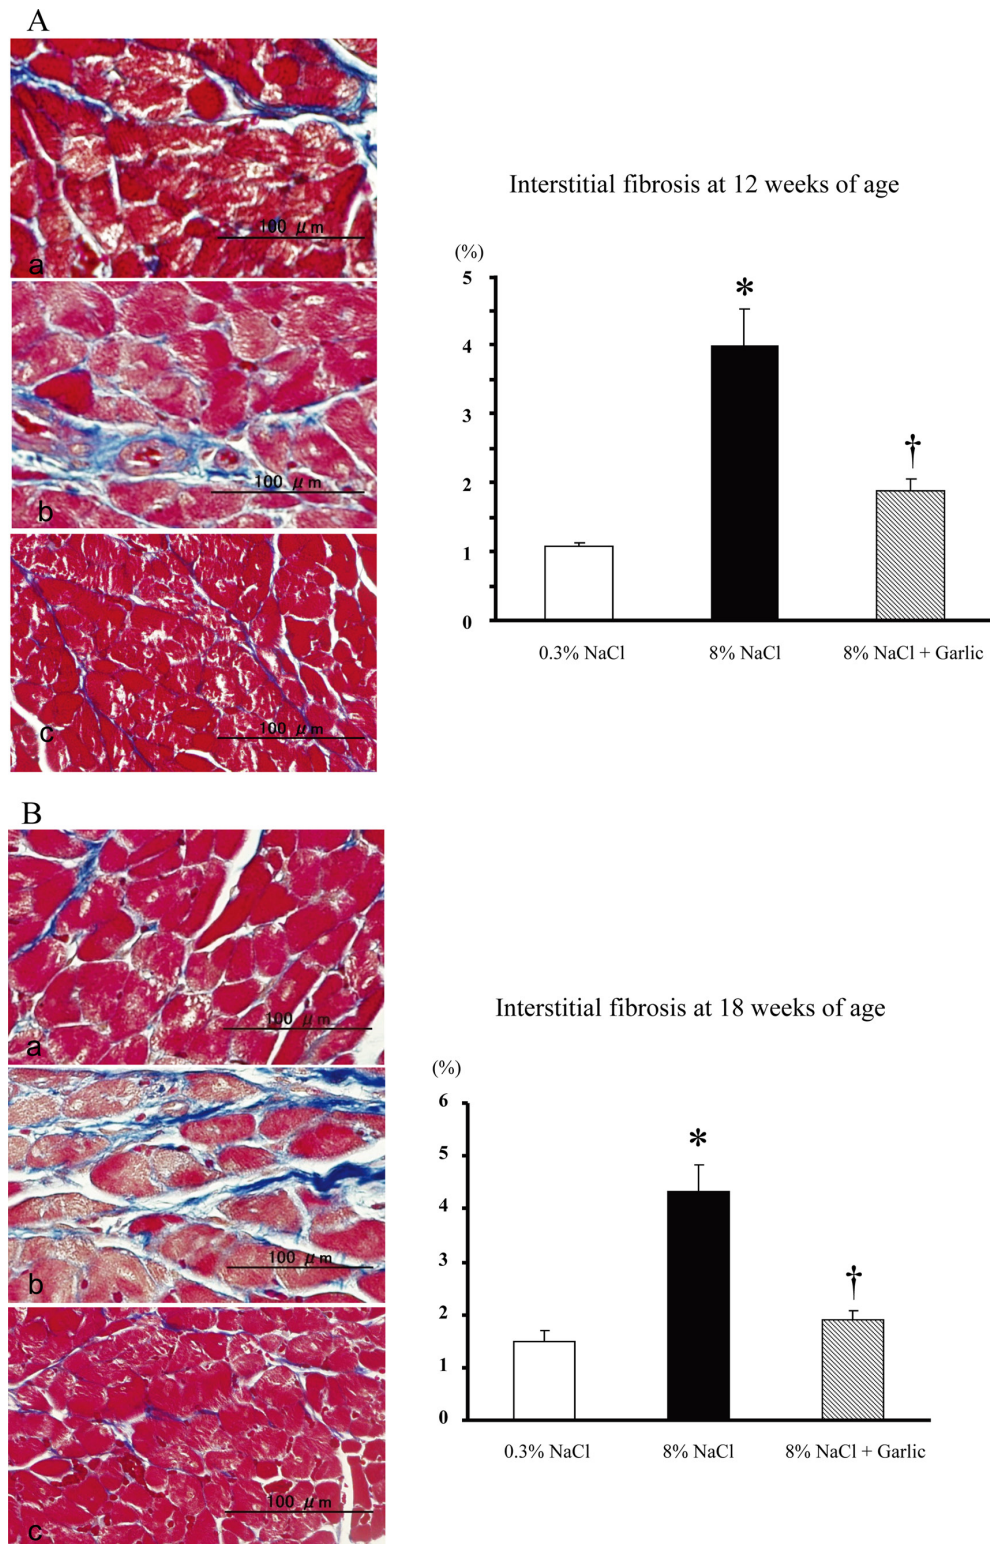 A
100 μm
a
100 μm
b
100 μm
c
Interstitial fibrosis at 12 weeks of age
(%)
5
4
3
2
1
0
*
†
0.3% NaCl 8% NaCl 8% NaCl + Garlic
B
100 μm
a
100 μm
b
100 μm
c
Interstitial fibrosis at 18 weeks of age
(%)
6
5
4
3
2
1
0
*
†
0.3% NaCl 8% NaCl 8% NaCl + Garlic